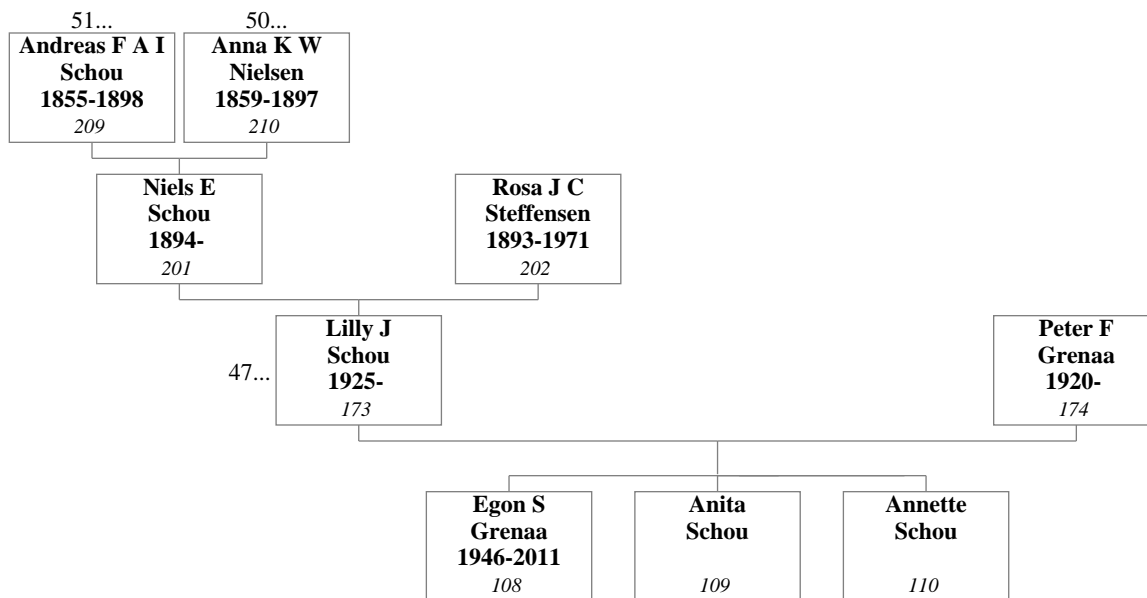 51...
50...
Andreas F A I
Schou
1855-1898
209
Anna K W
Nielsen
1859-1897
210
Niels E
Schou
1894-
201
Rosa J C
Steffensen
1893-1971
202
47...
Lilly J
Schou
1925-
173
Peter F
Grenaa
1920-
174
Egon S
Grenaa
1946-2011
108
Anita
Schou
109
Annette
Schou
110